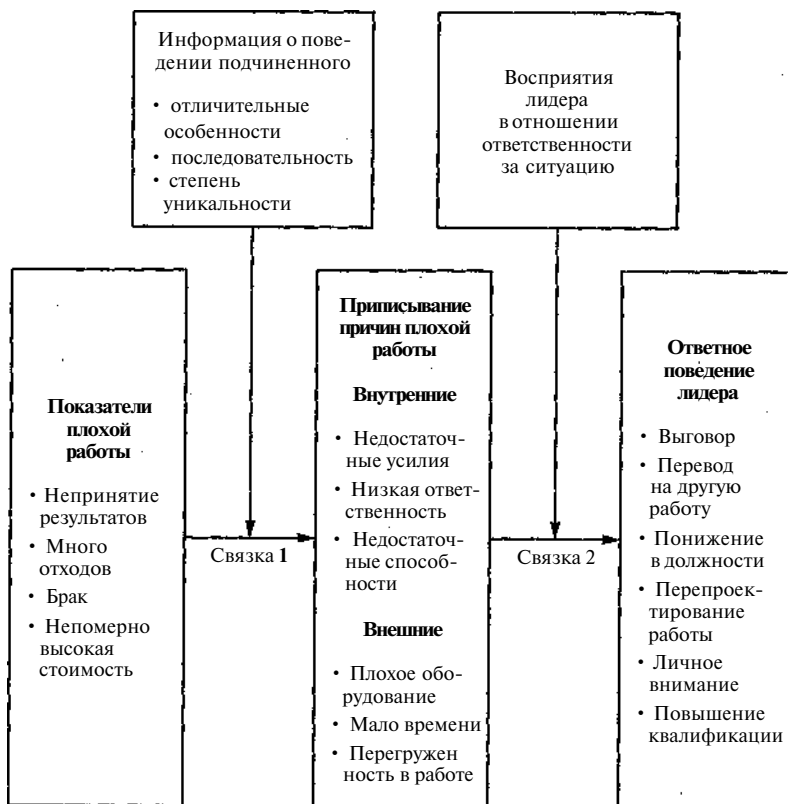 Информация о пове-
дении подчиненного
• отличительные
особенности
• последовательность
• степень
уникальности
Восприятия
лидера
в отношении
ответственности
за ситуацию
Показатели
плохой
работы
• Непринятие
результатов
• Много
отходов
• Брак
• Непомерно
высокая
стоимость
Связка 1
Приписывание
причин плохой
работы
Внутренние
• Недостаточ-
ные усилия
• Низкая ответ-
ственность
• Недостаточ-
ные способ-
ности
Внешние
• Плохое обо-
рудование
• Мало времени
• Перегружен
ность в работе
Связка 2
Ответное
поведение
лидера
• Выговор
• Перевод
на другую
работу
• Понижение
в должности
• Перепроек-
тирование
работы
• Личное
внимание
• Повышение
квалификации